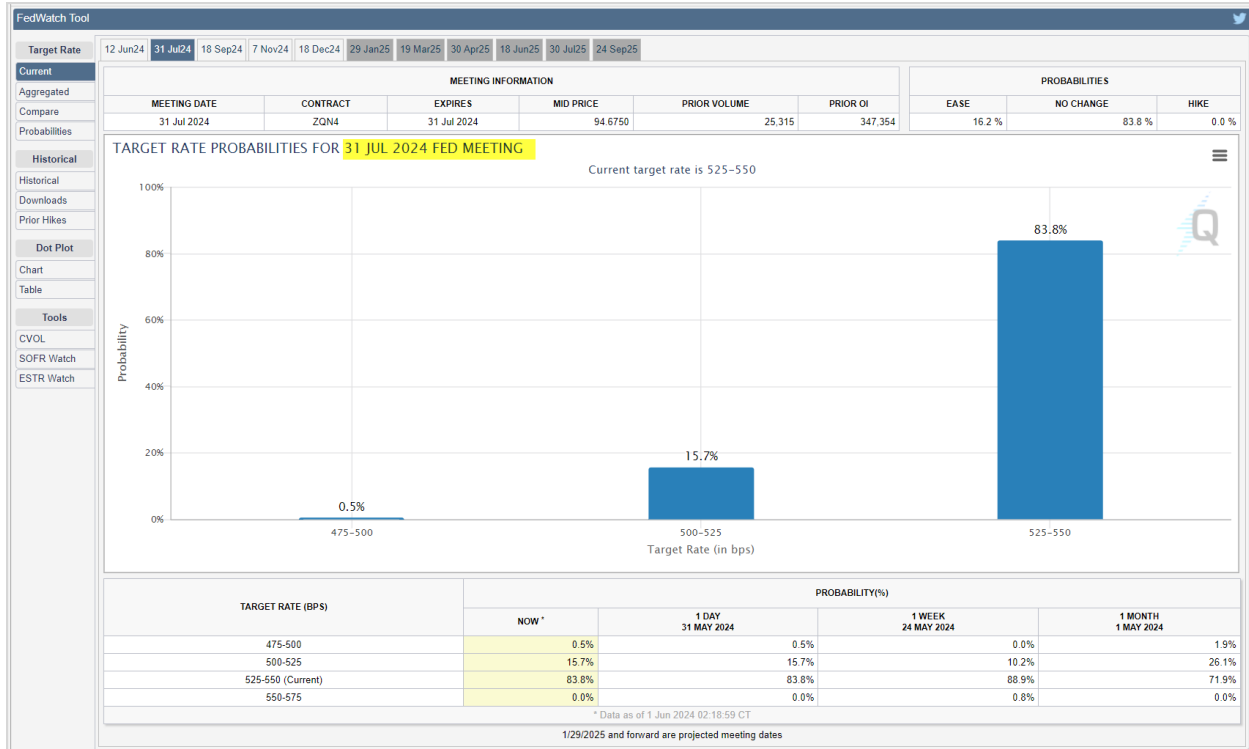 FedWatch Tool
Target Rate
Current
Aggregated
Compare
Probabilities
Historical
Historical
Downloads
Prior Hikes
Dot Plot
Chart
Table
Tools
CVOL
SOFR Watch
ESTR Watch
12 Jun24 31 Jul24 18 Sep24 7 Nov24 18 Dec24 29 Jan25 19 Mar25 30 Apr25 18 Jun25 30 Jul25 24 Sep25
MEETING INFORMATION
MEETING DATE CONTRACT EXPIRES MID PRICE PRIOR VOLUME PRIOR OI
31 Jul 2024 ZQN4 31 Jul 2024 94.6750 25,315 347,354
PROBABILITIES
EASE NO CHANGE HIKE
16.2 % 83.8 % 0.0 %
TARGET RATE PROBABILITIES FOR 31 JUL 2024 FED MEETING
Current target rate is 525–550
Q
Probability
100%
80%
60%
40%
20%
0%
0.5%
15.7%
83.8%
475–500 500–525 525–550
Target Rate (in bps)
TARGET RATE (BPS) PROBABILITY(%)
NOW * 1 DAY 1 WEEK 1 MONTH
31 MAY 2024 24 MAY 2024 1 MAY 2024
475-500 0.5% 0.5% 0.0% 1.9%
500-525 15.7% 15.7% 10.2% 26.1%
525-550 (Current) 83.8% 83.8% 88.9% 71.9%
550-575 0.0% 0.0% 0.8% 0.0%
* Data as of 1 Jun 2024 02:18:59 CT
1/29/2025 and forward are projected meeting dates